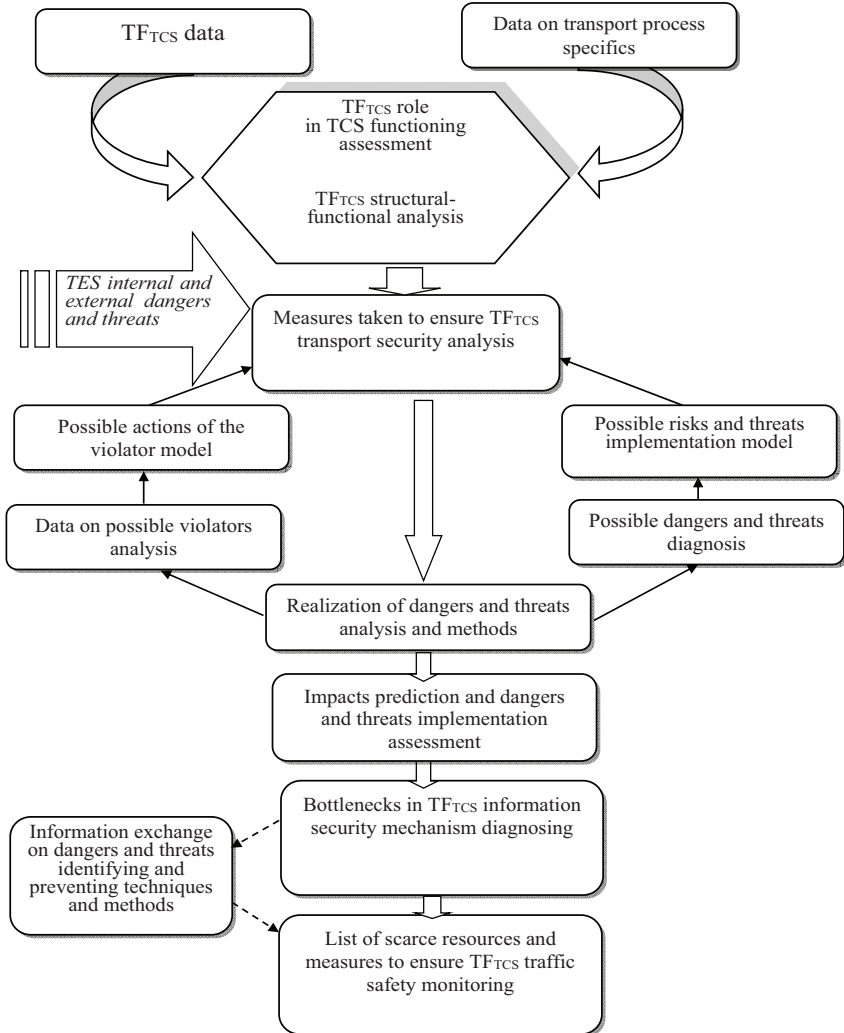 TFTCS data
Data on transport process
specifics
TFTCS role
in TCS functioning
assessment
TFTCS structural-
functional analysis
TES internal and
external dangers
and threats
Measures taken to ensure TFTCS
transport security analysis
Possible actions of the
violator model
Possible risks and threats
implementation model
Data on possible violators
analysis
Possible dangers and threats
diagnosis
Realization of dangers and threats
analysis and methods
Impacts prediction and dangers
and threats implementation
assessment
Bottlenecks in TFTCS information
security mechanism diagnosing
Information exchange
on dangers and threats
identifying and
preventing techniques
and methods
List of scarce resources and
measures to ensure TFTCS traffic
safety monitoring